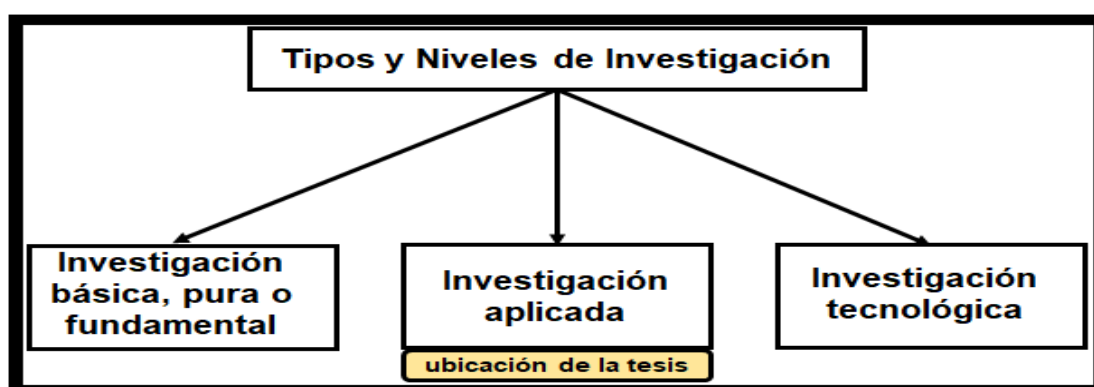 Tipos y Niveles de Investigación
Investigación
básica, pura o
fundamental
Investigación
aplicada
ubicación de la tesis
Investigación
tecnológica